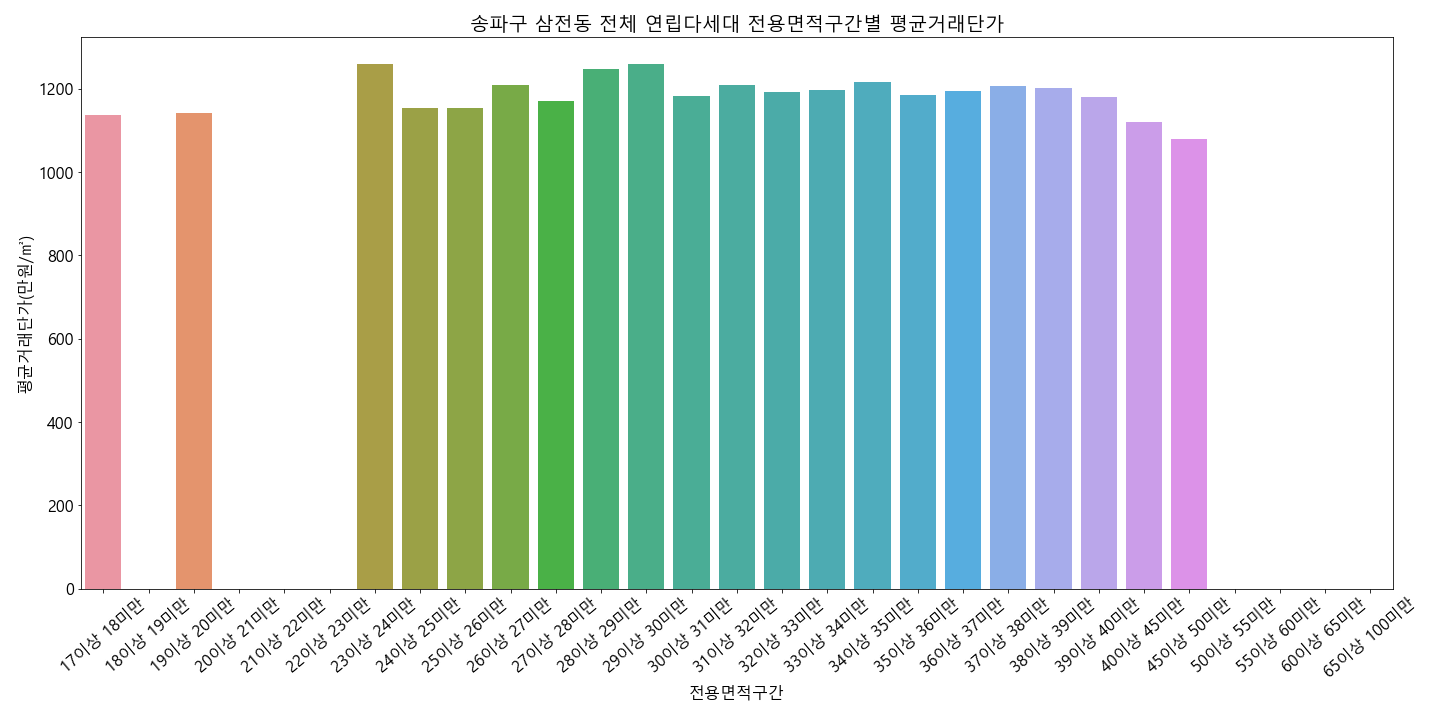 송파구 삼전동 전체 연립다세대 전용면적구간별 평균거래단가
평균거래단가(만원/㎡)
1200
1000
800
600
400
200
0
17이상 18미만
18이상 19미만
19이상 20미만
20이상 21미만
21이상 22미만
22이상 23미만
23이상 24미만
24이상 25미만
25이상 26미만
26이상 27미만
27이상 28미만
28이상 29미만
29이상 30미만
30이상 31미만
31이상 32미만
32이상 33미만
33이상 34미만
34이상 35미만
35이상 36미만
36이상 37미만
37이상 38미만
38이상 39미만
39이상 40미만
40이상 45미만
45이상 50미만
50이상 55미만
55이상 60미만
60이상 65미만
65이상 100미만
전용면적구간